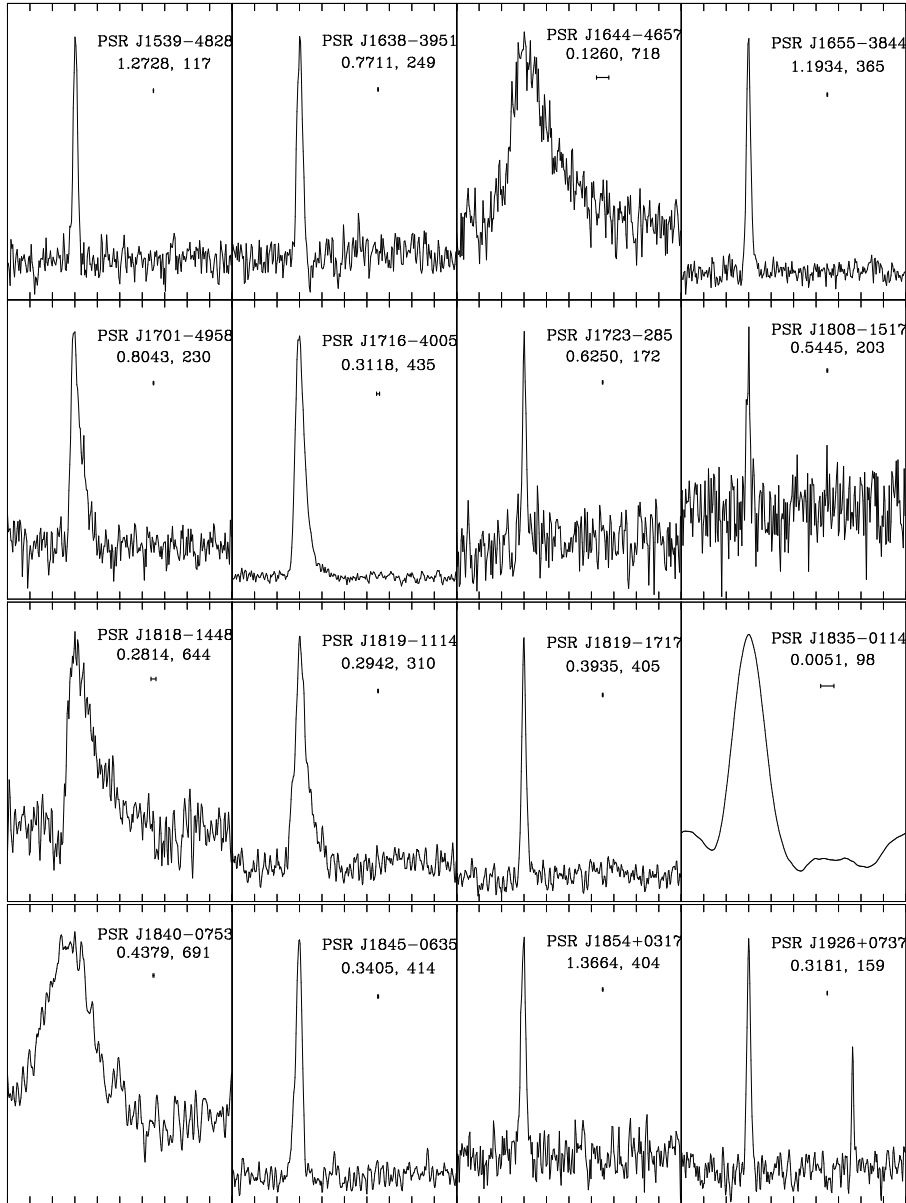 PSR J1539−4828
1.2728, 117
PSR J1638−3951
0.7711, 249
PSR J1644−4657
0.1260, 718
PSR J1655−3844
1.1934, 365
PSR J1701−4958
0.8043, 230
PSR J1716−4005
0.3118, 435
PSR J1723−285
0.6250, 172
PSR J1808−1517
0.5445, 203
PSR J1818−1448
0.2814, 644
PSR J1819−1114
0.2942, 310
PSR J1819−1717
0.3935, 405
PSR J1835−0114
0.0051, 98
PSR J1840−0753
0.4379, 691
PSR J1845−0635
0.3405, 414
PSR J1854+0317
1.3664, 404
PSR J1926+0737
0.3181, 159